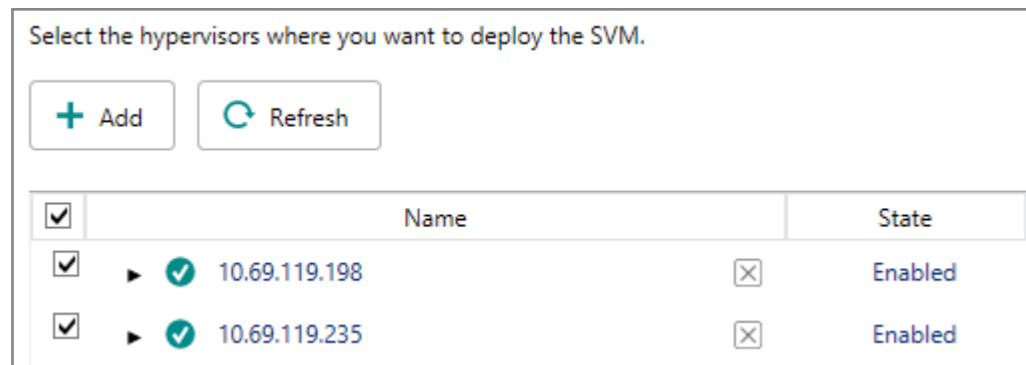 Select the hypervisors where you want to deploy the SVM.
Add Refresh
Name State
10.69.119.198 Enabled
10.69.119.235 Enabled